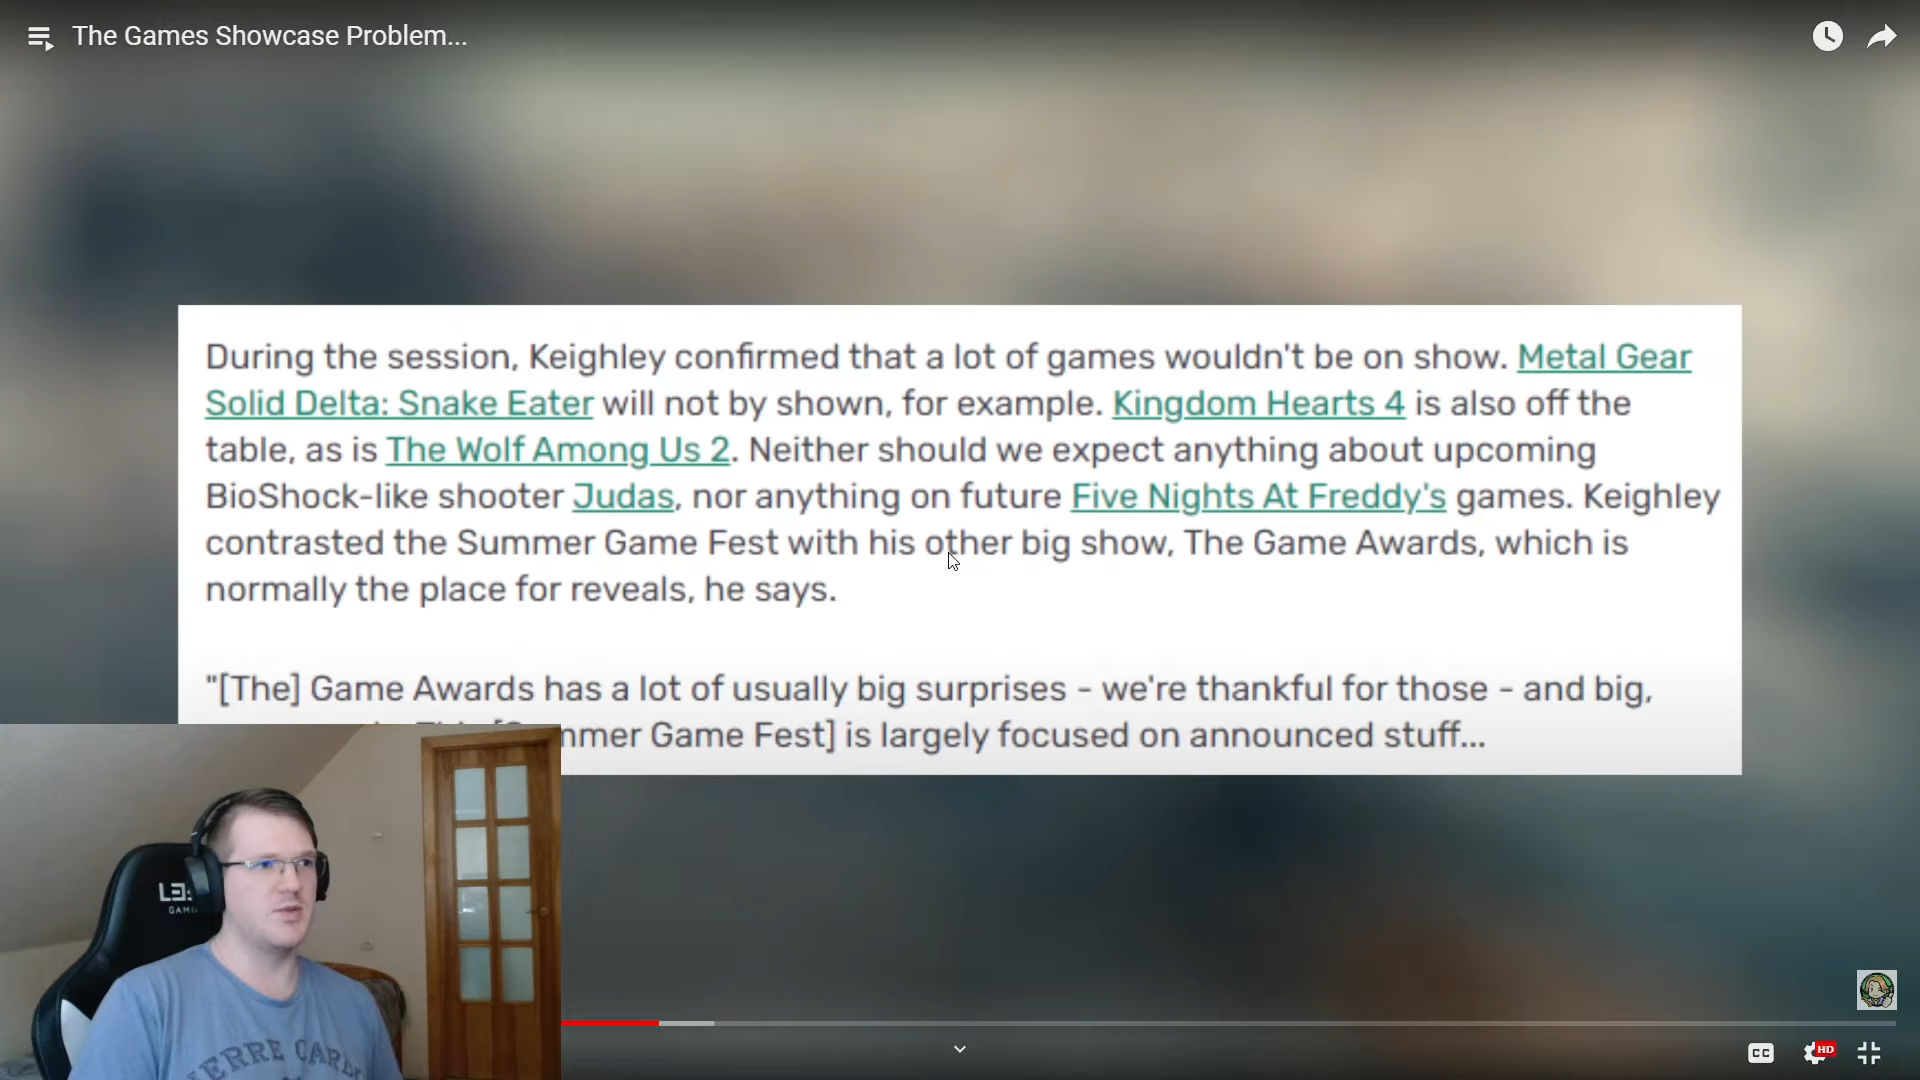 The Games Showcase Problem...
During the session, Keighley confirmed that a lot of games wouldn't be on show. Metal Gear
Solid Delta: Snake Eater will not by shown, for example. Kingdom Hearts 4 is also off the
table, as is The Wolf Among Us 2. Neither should we expect anything about upcoming
BioShock-like shooter Judas, nor anything on future Five Nights At Freddy's games. Keighley
contrasted the Summer Game Fest with his other big show, The Game Awards, which is
normally the place for reveals, he says.
"[The] Game Awards has a lot of usually big surprises - we're thankful for those - and big,
Game Fest] is largely focused on announced stuff...
CC
HD